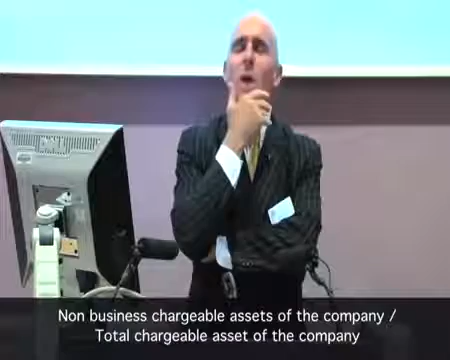 Non business chargeable assets of the company /
Total chargeable asset of the company